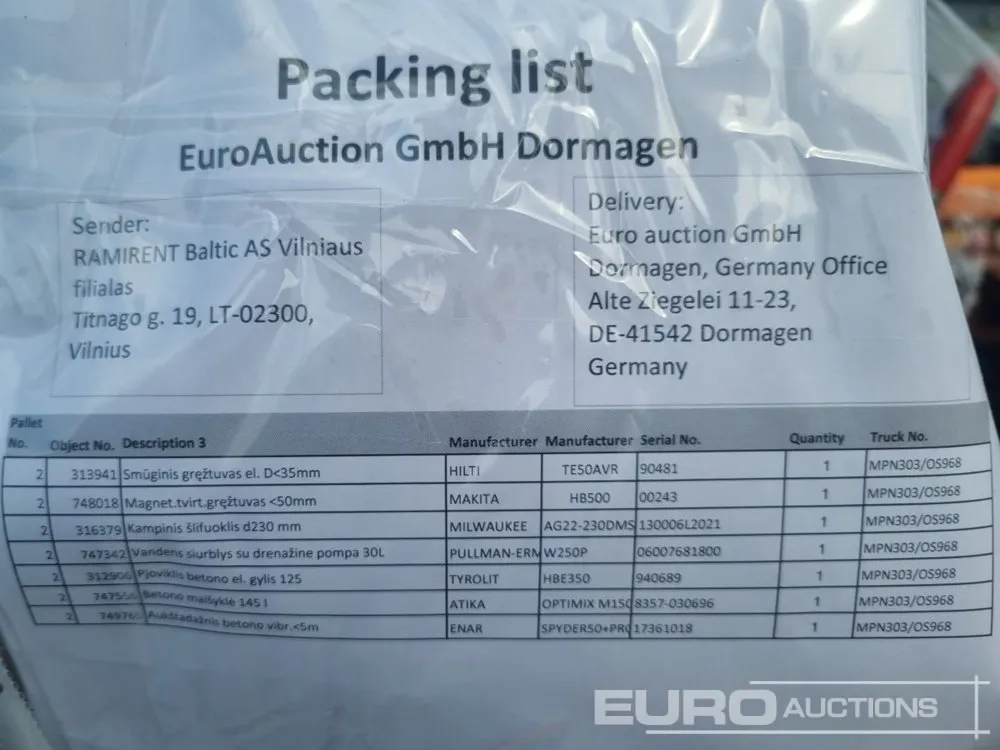 Packing list
EuroAuction GmbH Dormagen
Sender:
RAMIRENT Baltic AS Vilniaus
filialas
Titnago g. 19, LT-02300,
Vilnius
Delivery:
Euro auction GmbH
Dormagen, Germany Office
Alte Ziegelei 11-23,
DE-41542 Dormagen
Germany
Pallet
No. Object No. Description 3 Manufacturer Manufacturer Serial No. Quantity Truck No.
2 313941 Smūginis gręžtuvas el. D<35mm HILTI TE50AVR 90481 1 MPN303/OS968
2 748018 Magnet.tvirt.gręžtuvas <50mm MAKITA HB500 00243 1 MPN303/OS968
2 316379 Kampinis šlifuoklis d230 mm MILWAUKEE AG22-230DMS 130006L2021 1 MPN303/OS968
2 747342 Vandens siurblys su drenažine pompa 30L PULLMAN-ERM W250P 06007681800 1 MPN303/OS968
2 Pjoviklis betono el. gylis 125 TYROLIT HBE350 940689 1 MPN303/OS968
2 Betono maišyklė 145 l ATIKA OPTIMIX M150 8357-030696 1 MPN303/OS968
2 Aukštadažnis betono vibr.<5m ENAR SPYDER50+PRO 17361018 1 MPN303/OS968
EURO AUCTIONS